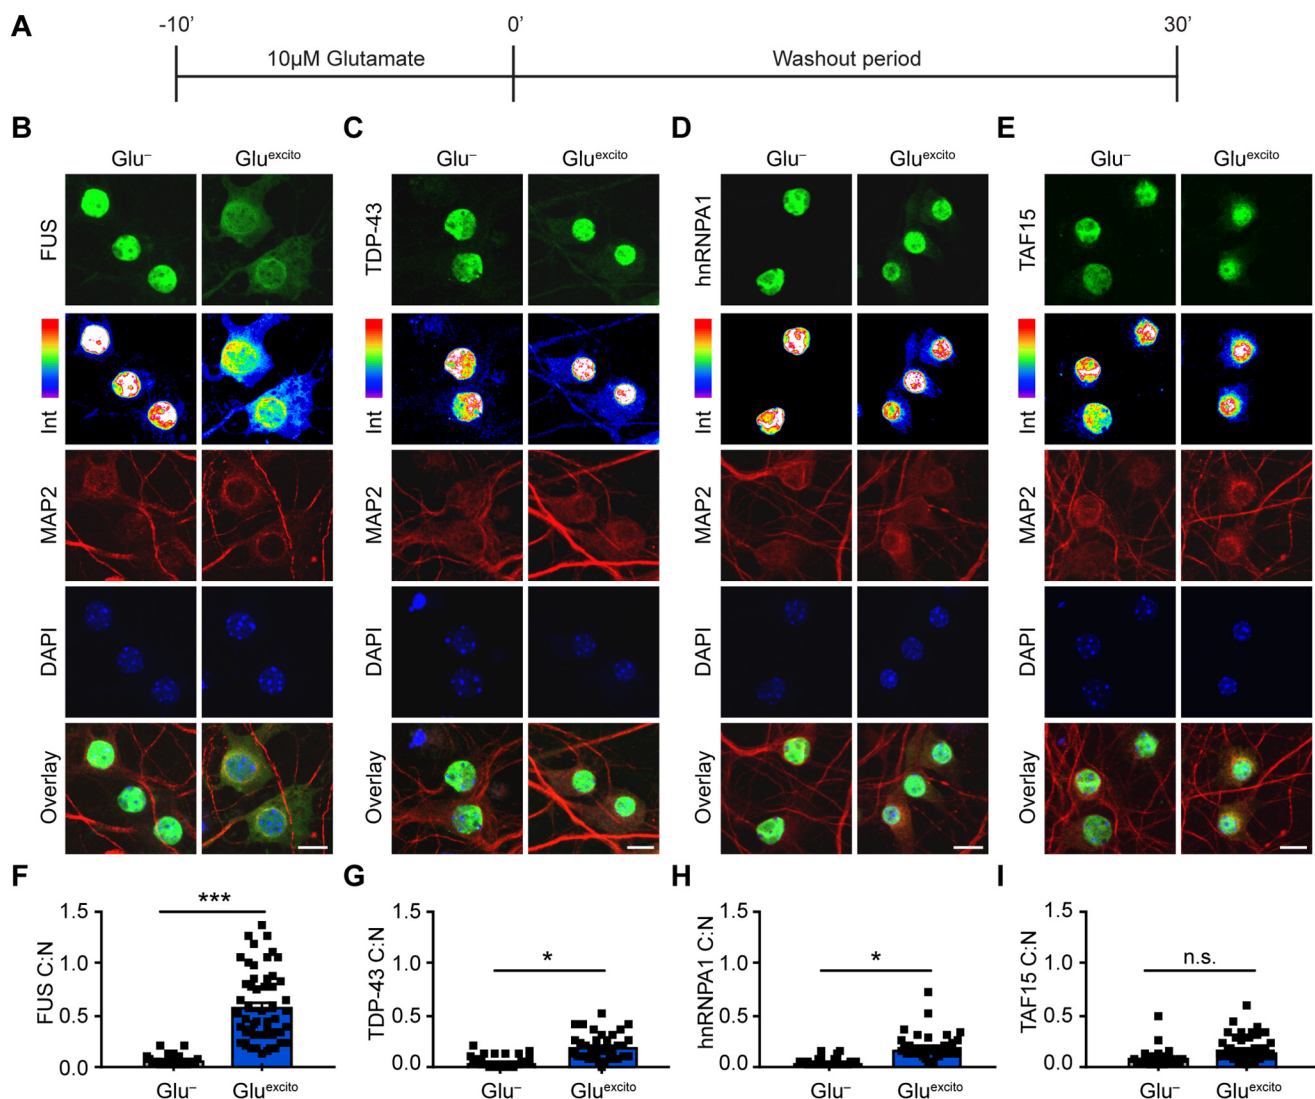 A
-10’ 0’ 30’
10µM Glutamate Washout period
B C D E
Glu– Gluexcito Glu– Gluexcito Glu– Gluexcito Glu– Gluexcito
FUS TDP-43 hnRNPA1 TAF15
Int Int Int Int
MAP2 MAP2 MAP2 MAP2
DAPI DAPI DAPI DAPI
Overlay Overlay Overlay Overlay
F G H I
FUS C:N
1.5
1.0
0.5
0.0
***
Glu– Gluexcito
TDP-43 C:N
1.5
1.0
0.5
0.0
*
Glu– Gluexcito
hnRNPA1 C:N
1.5
1.0
0.5
0.0
*
Glu– Gluexcito
TAF15 C:N
1.5
1.0
0.5
0.0
n.s.
Glu– Gluexcito